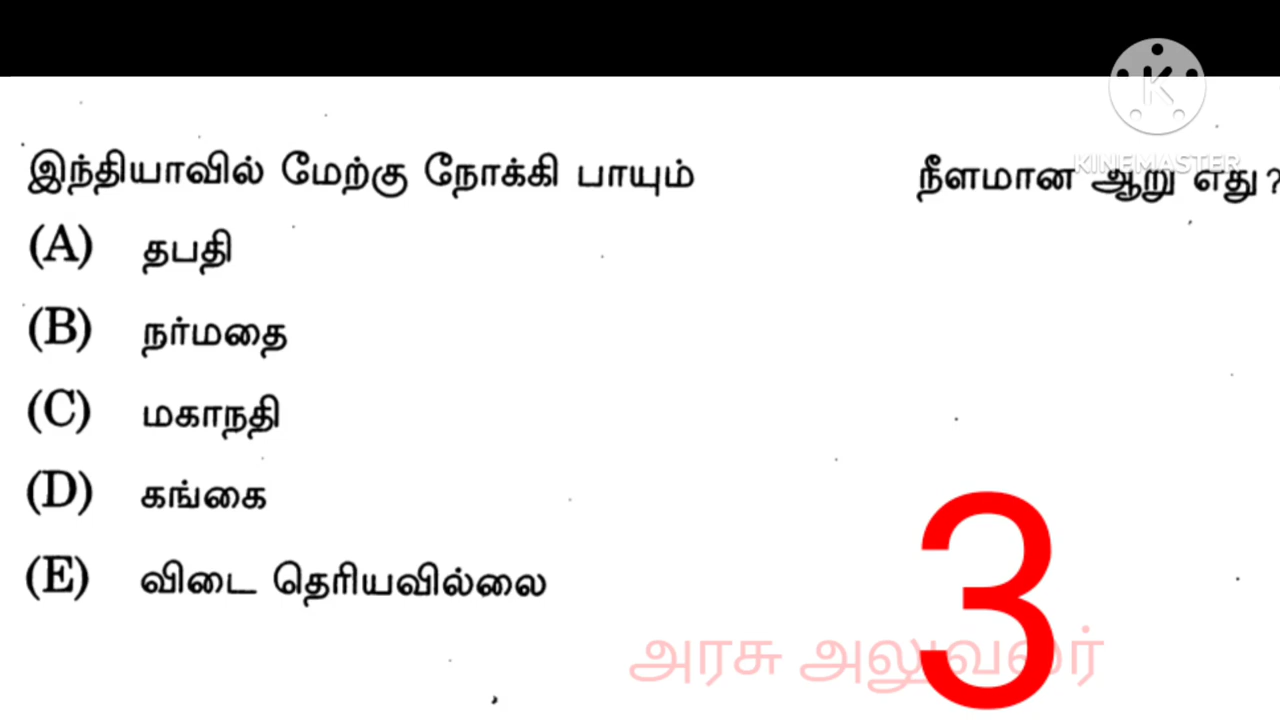 KINEMASTER
இந்தியாவில் மேற்கு நோக்கி பாயும் நீளமான ஆறு எது?
(A) தபதி
(B) நர்மதை
(C) மகாநதி
(D) கங்கை
(E) விடை தெரியவில்லை
3
அரசு அலுவலர்